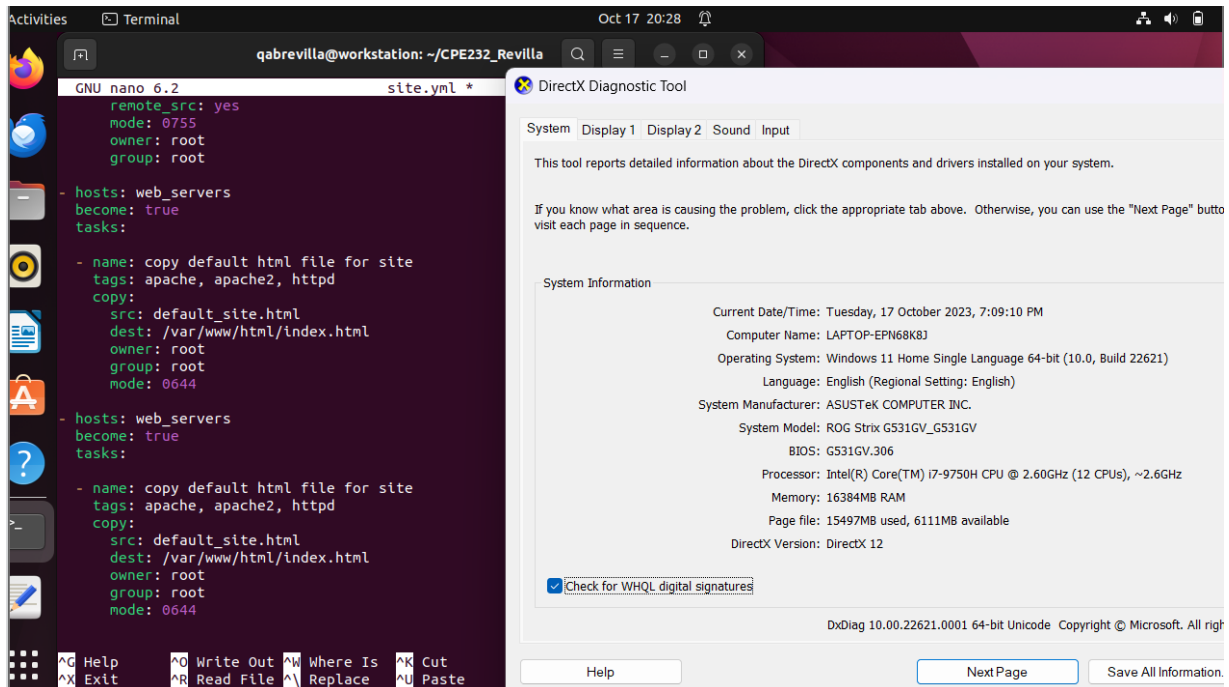 Activities
Terminal
Oct 17 20:28
qabrevilla@workstation: ~/CPE232_Revilla
GNU nano 6.2 site.yml *
remote_src: yes
mode: 0755
owner: root
group: root
- hosts: web_servers
become: true
tasks:
- name: copy default html file for site
tags: apache, apache2, httpd
copy:
src: default_site.html
dest: /var/www/html/index.html
owner: root
group: root
mode: 0644
- hosts: web_servers
become: true
tasks:
- name: copy default html file for site
tags: apache, apache2, httpd
copy:
src: default_site.html
dest: /var/www/html/index.html
owner: root
group: root
mode: 0644
^G Help ^O Write Out ^W Where Is ^K Cut
^X Exit ^R Read File ^\ Replace ^U Paste
DirectX Diagnostic Tool
System Display 1 Display 2 Sound Input
This tool reports detailed information about the DirectX components and drivers installed on your system.
If you know what area is causing the problem, click the appropriate tab above. Otherwise, you can use the "Next Page" butto
visit each page in sequence.
System Information
Current Date/Time: Tuesday, 17 October 2023, 7:09:10 PM
Computer Name: LAPTOP-EPN68K8J
Operating System: Windows 11 Home Single Language 64-bit (10.0, Build 22621)
Language: English (Regional Setting: English)
System Manufacturer: ASUSTeK COMPUTER INC.
System Model: ROG Strix G531GV_G531GV
BIOS: G531GV.306
Processor: Intel(R) Core(TM) i7-9750H CPU @ 2.60GHz (12 CPUs), ~2.6GHz
Memory: 16384MB RAM
Page file: 15497MB used, 6111MB available
DirectX Version: DirectX 12
Check for WHQL digital signatures
DxDiag 10.00.22621.0001 64-bit Unicode Copyright © Microsoft. All righ
Help Next Page Save All Information.